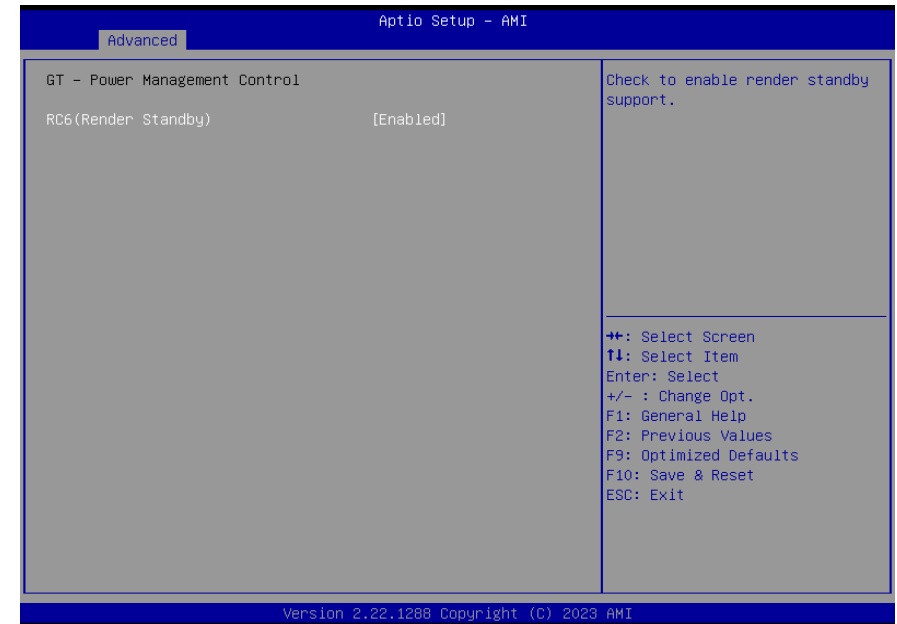 Aptio Setup – AMI
Advanced
GT – Power Management Control
RC6(Render Standby) [Enabled]
Check to enable render standby
support.
→←: Select Screen
↑↓: Select Item
Enter: Select
+/- : Change Opt.
F1: General Help
F2: Previous Values
F9: Optimized Defaults
F10: Save & Reset
ESC: Exit
Version 2.22.1288 Copyright (C) 2023 AMI